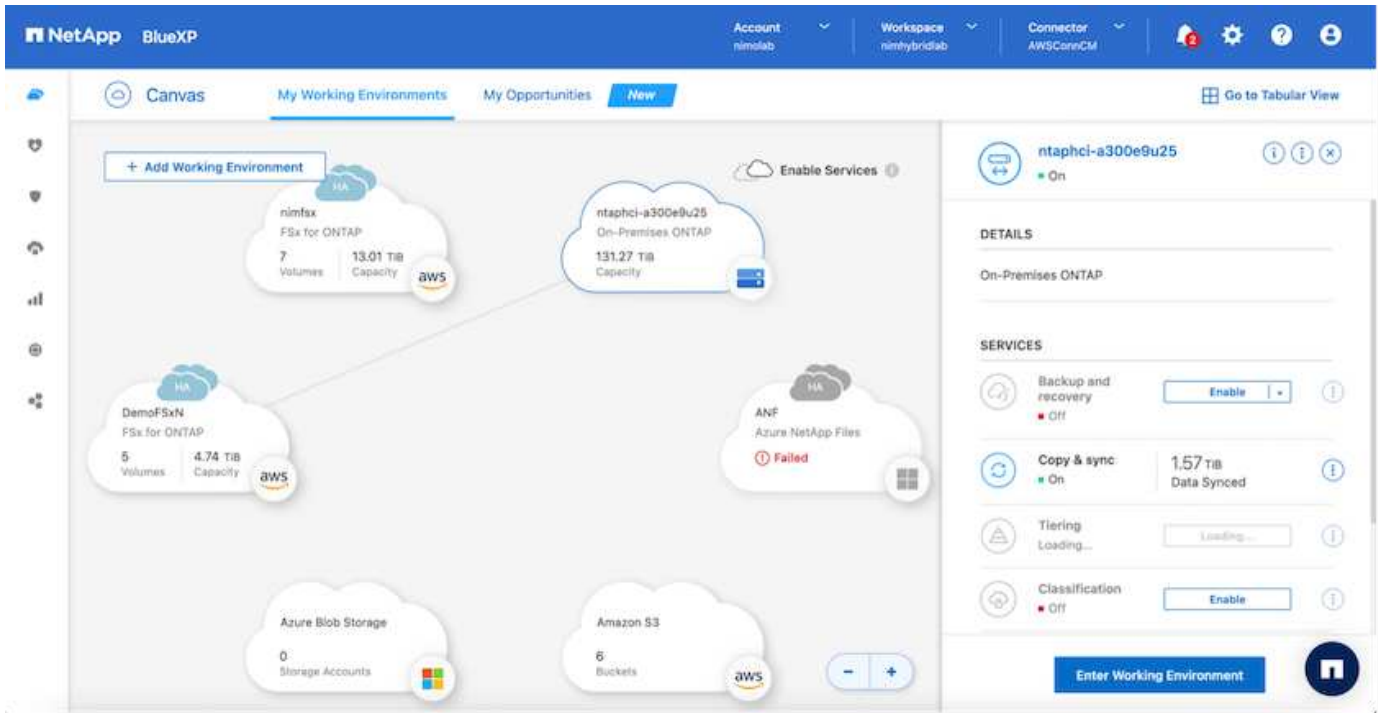 NetApp BlueXP
Account
nimolab
Workspace
nimhybridlab
Connector
AWSConnCM
2
Canvas
My Working Environments
My Opportunities
New
Go to Tabular View
+ Add Working Environment
Enable Services
HA
nimfsx
FSx for ONTAP
7
Volumes
13.01 TiB
Capacity
aws
ntaphci-a300e9u25
On-Premises ONTAP
131.27 TiB
Capacity
HA
DemoFSxN
FSx for ONTAP
5
Volumes
4.74 TiB
Capacity
aws
HA
ANF
Azure NetApp Files
Failed
Azure Blob Storage
0
Storage Accounts
Amazon S3
6
Buckets
aws
− +
ntaphci-a300e9u25
On
DETAILS
On-Premises ONTAP
SERVICES
Backup and
recovery
Off
Enable
Copy & sync
On
1.57 TiB
Data Synced
Tiering
Loading...
Loading...
Classification
Off
Enable
Enter Working Environment